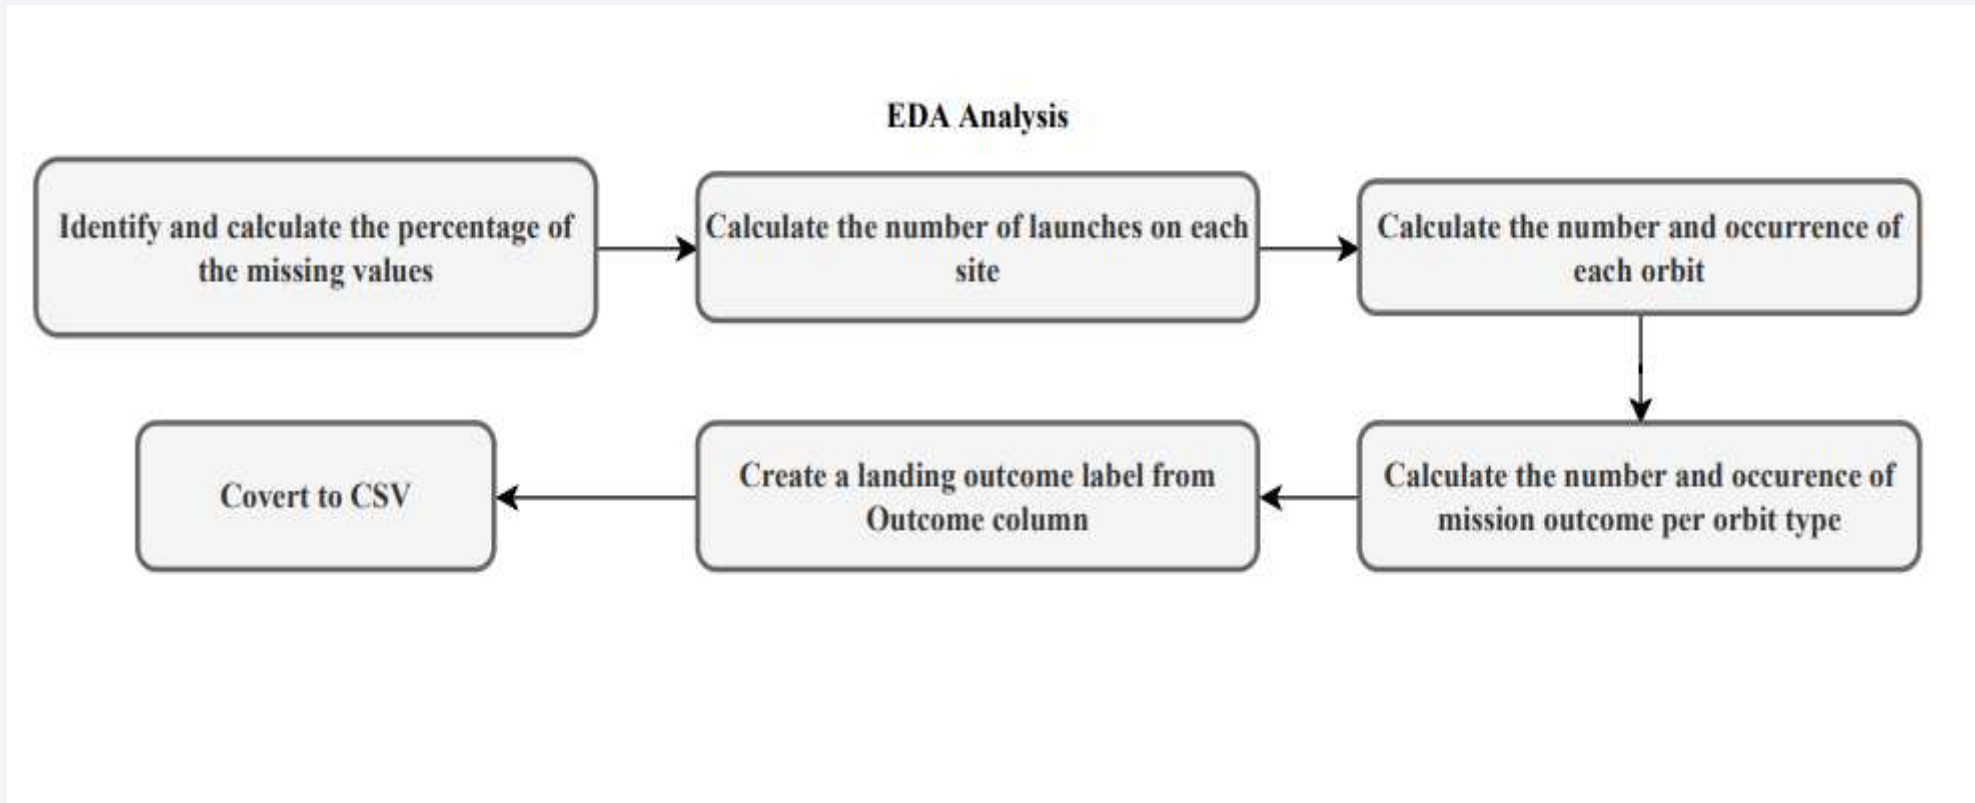 EDA Analysis
Identify and calculate the percentage of
the missing values
Calculate the number of launches on each
site
Calculate the number and occurrence of
each orbit
Calculate the number and occurence of
mission outcome per orbit type
Create a landing outcome label from
Outcome column
Covert to CSV